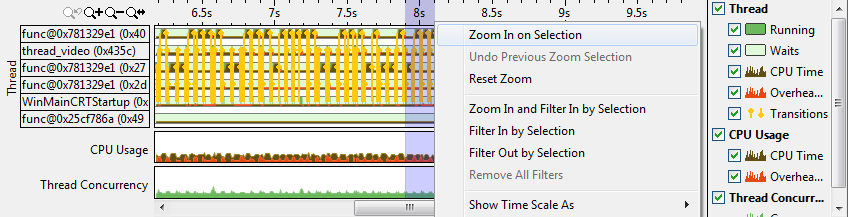 6.5s 7s 7.5s 8s 8.5s 9s 9.5s
Thread
func@0x781329e1 (0x40
thread_video (0x435c)
func@0x781329e1 (0x27
func@0x781329e1 (0x2d
WinMainCRTStartup (0x
func@0x25cf786a (0x49
CPU Usage
Thread Concurrency
Zoom In on Selection
Undo Previous Zoom Selection
Reset Zoom
Zoom In and Filter In by Selection
Filter In by Selection
Filter Out by Selection
Remove All Filters
Show Time Scale As
Thread
Running
Waits
CPU Time
Overhea...
Transitions
CPU Usage
CPU Time
Overhea...
Thread Concurr...